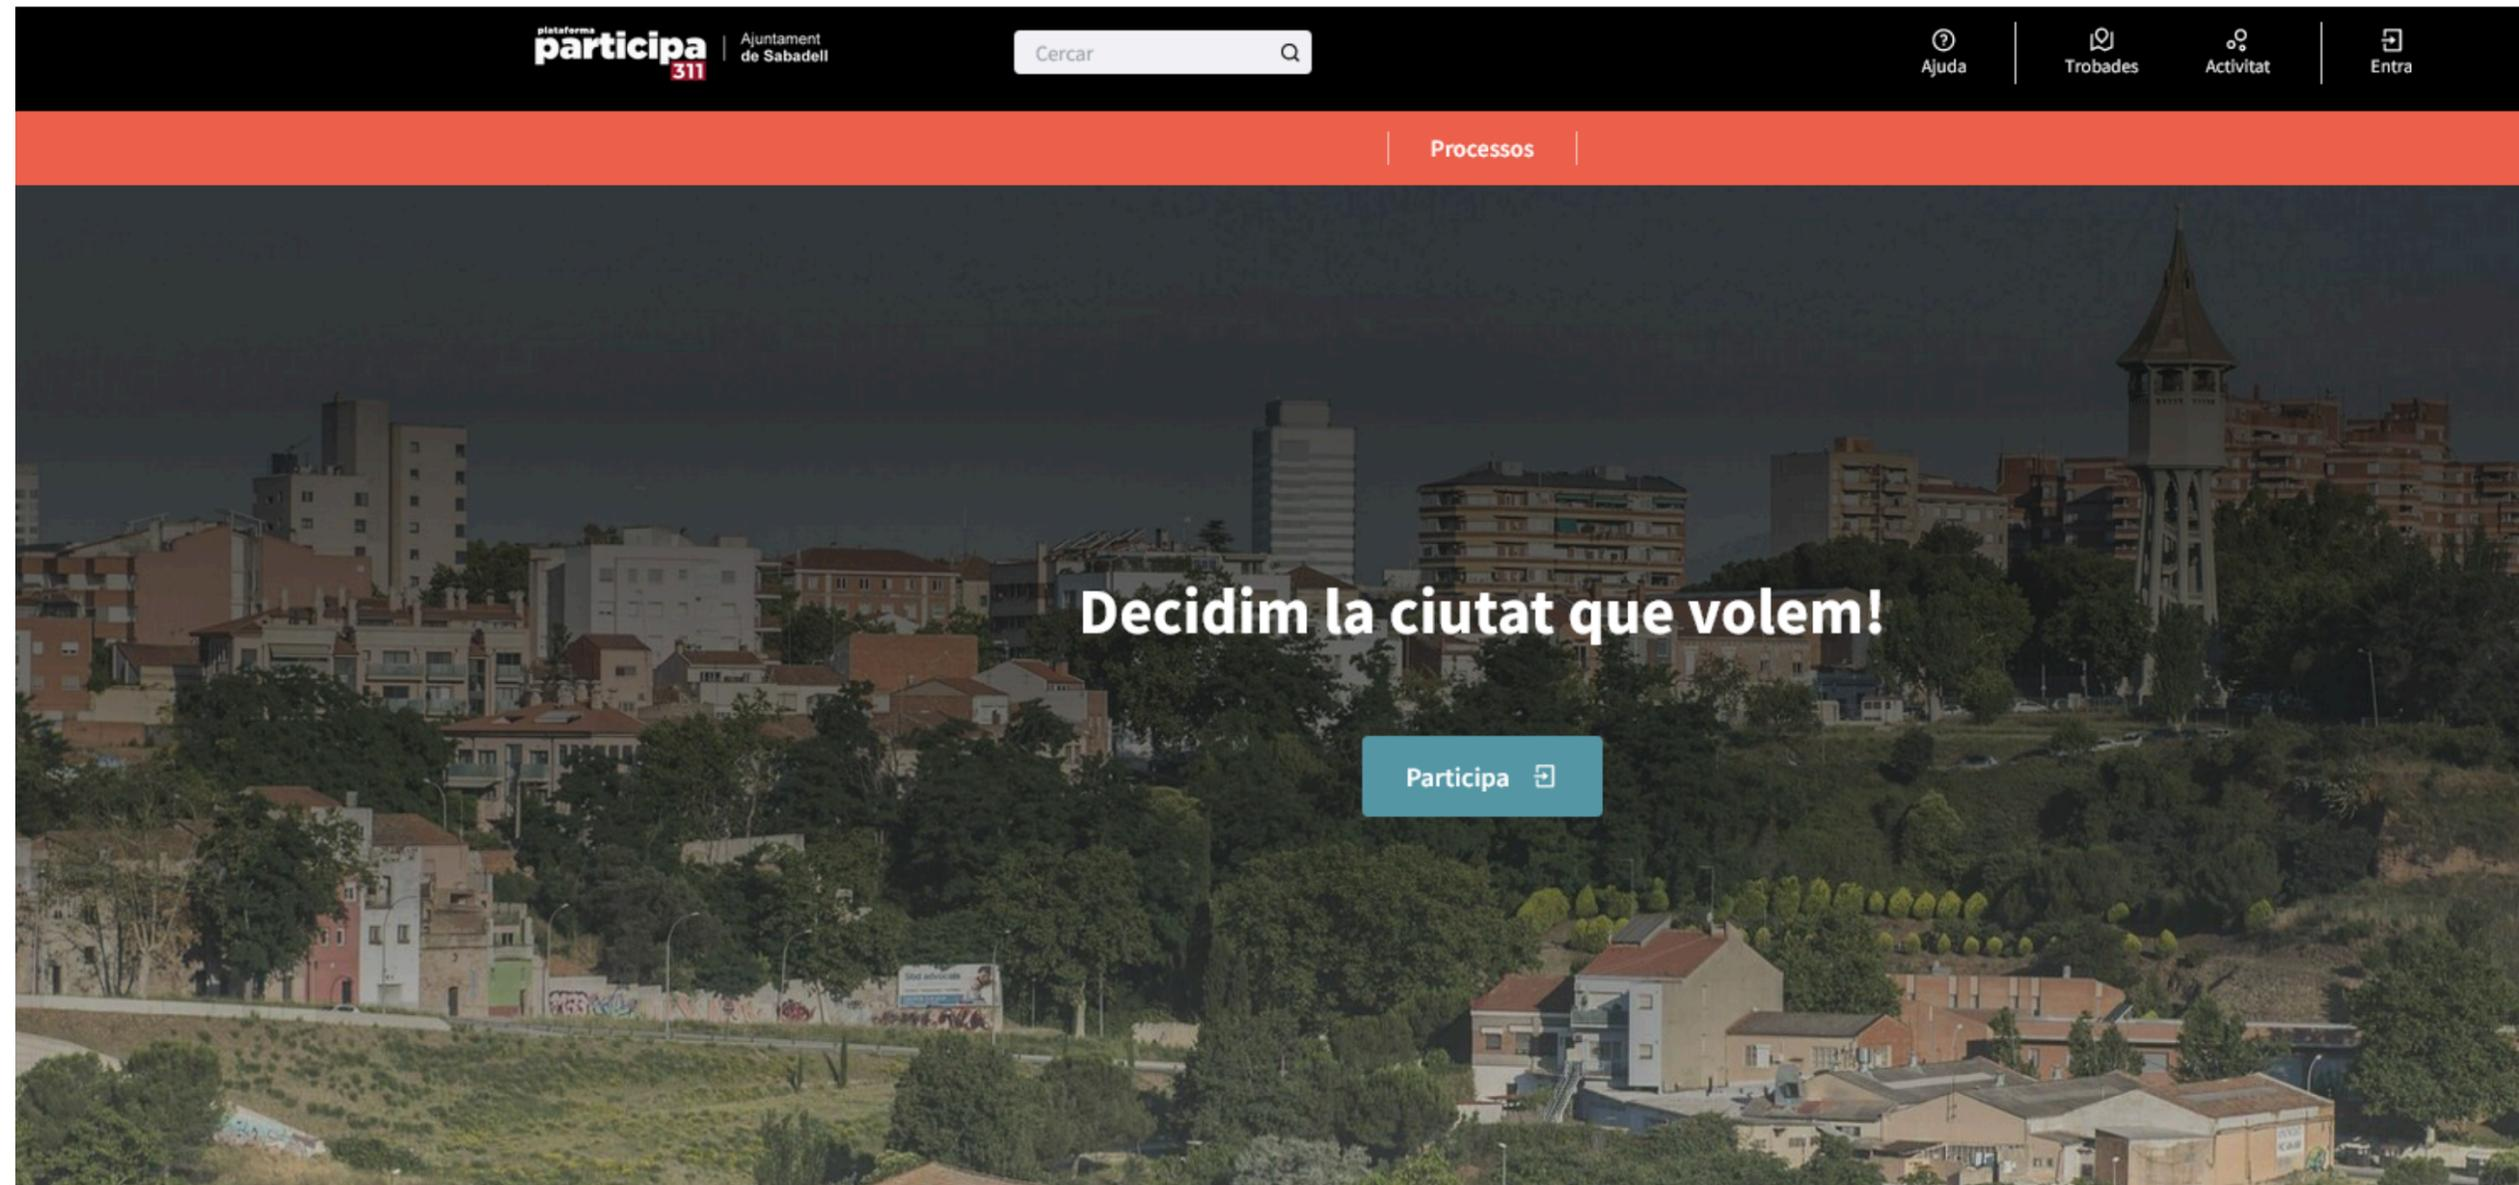 plataforma
participa
311
Ajuntament
de Sabadell
Cercar
Ajuda
Trobades
Activitat
Entra
Processos
Decidim la ciutat que volem!
Participa